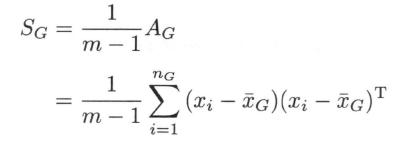 S_G = \frac{1}{m-1} A_G
= \frac{1}{m-1} \sum_{i=1}^{n_G} (x_i - \bar{x}_G)(x_i - \bar{x}_G)^{\mathrm{T}}